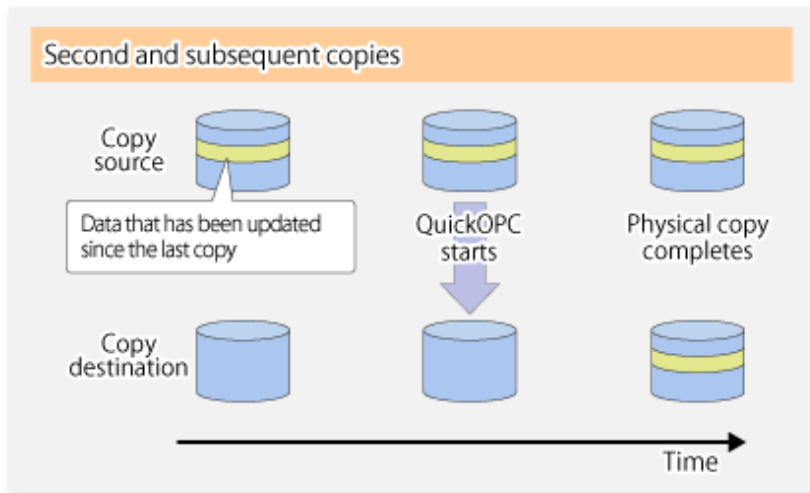 Second and subsequent copies
Copy
source
Data that has been updated
since the last copy
QuickOPC
starts
Physical copy
completes
Copy
destination
Time